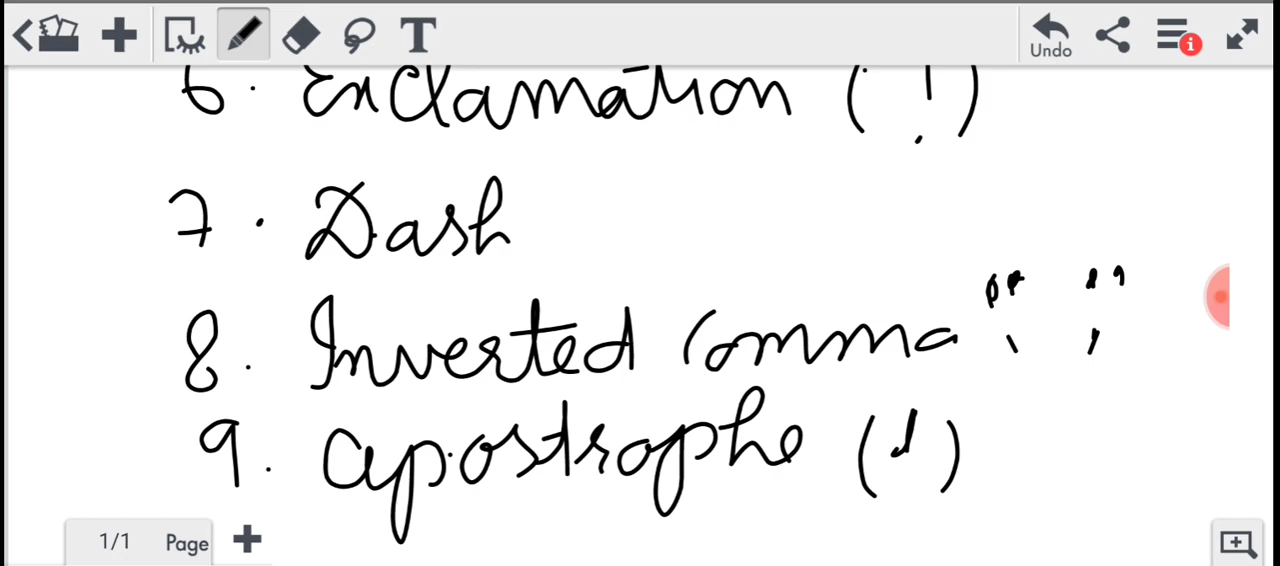 Undo
6. Exclamation (!)
7. Dash
8. Inverted Comma “ ” ‘ ’
9. apostrophe (')
1/1 Page